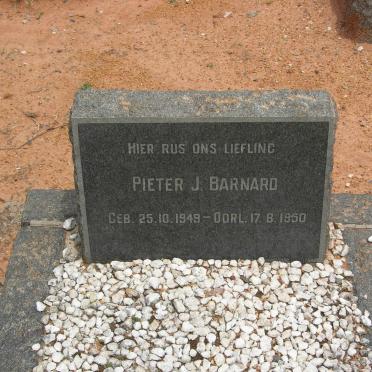 HIER RUS ONS LIEFLING
PIETER J. BARNARD
GEB. 25.10.1949 - OORL. 17.8.1950